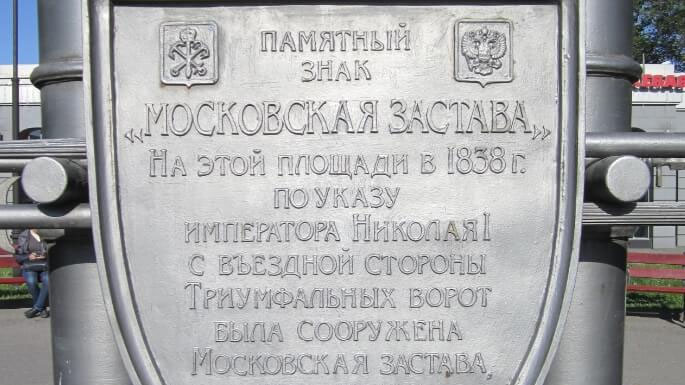 ПАМЯТНЫЙ
ЗНАК
«МОСКОВСКАЯ ЗАСТАВА»
НА ЭТОЙ ПЛОЩАДИ В 1838 Г.
ПО УКАЗУ
ИМПЕРАТОРА НИКОЛАЯ I
С ВЪЕЗДНОЙ СТОРОНЫ
ТРИУМФАЛЬНЫХ ВОРОТ
БЫЛА СООРУЖЕНА
МОСКОВСКАЯ ЗАСТАВА,